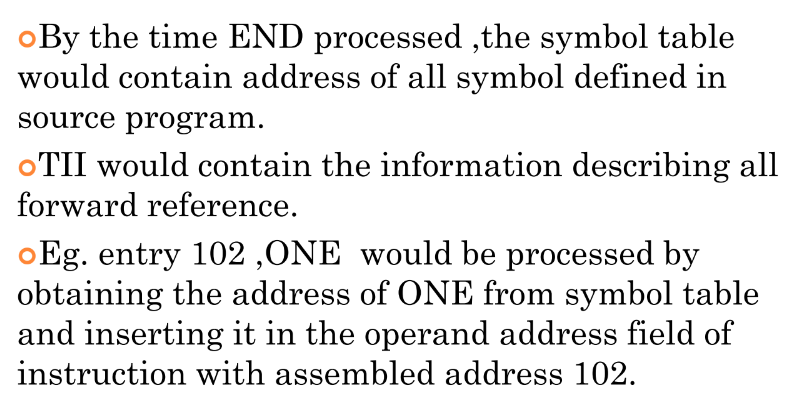 By the time END processed ,the symbol table
would contain address of all symbol defined in
source program.
TII would contain the information describing all
forward reference.
Eg. entry 102 ,ONE  would be processed by
obtaining the address of ONE from symbol table
and inserting it in the operand address field of
instruction with assembled address 102.